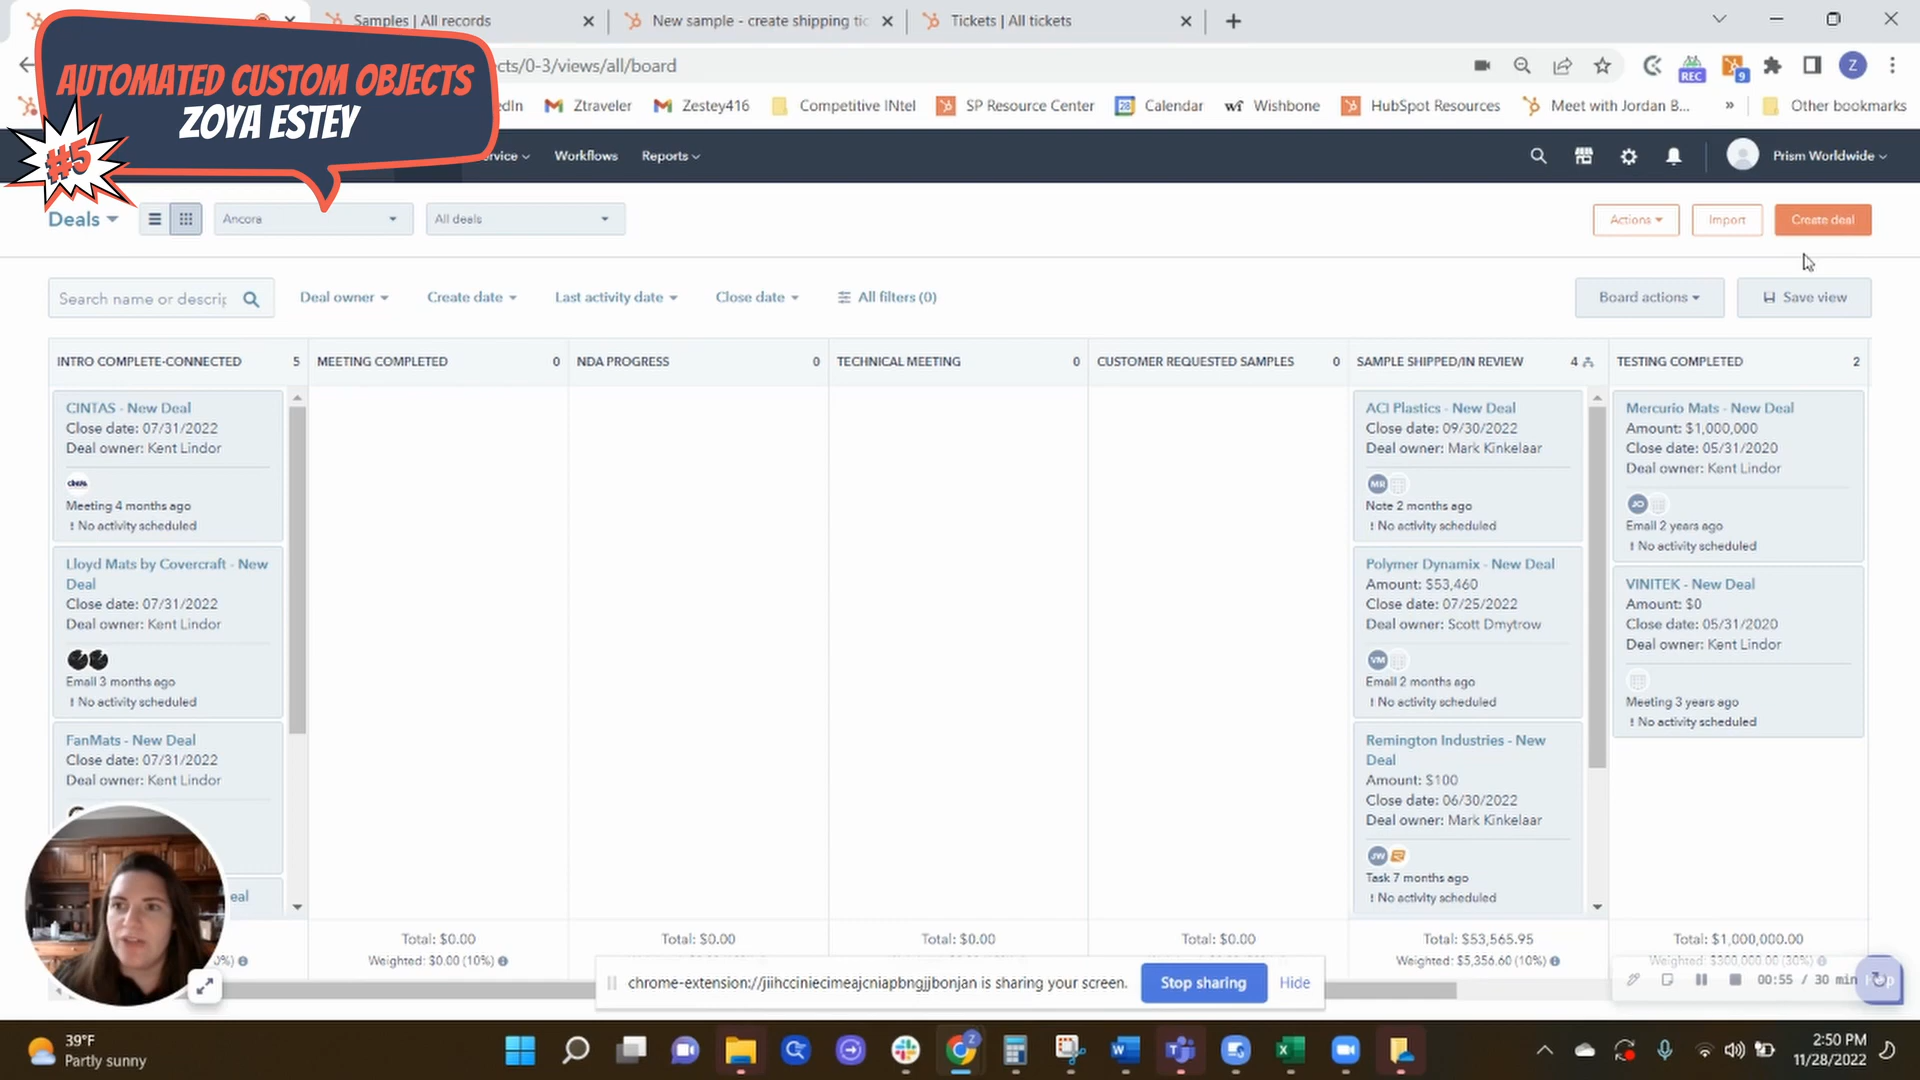 Samples | All records
New sample - create shipping tic
Tickets | All tickets
AUTOMATED CUSTOM OBJECTS
ZOYA ESTEY
#5
cts/0-3/views/all/board
REC
9
Z
Ztraveler
Zestey416
Competitive INtel
SP Resource Center
28
Calendar
wf
Wishbone
HubSpot Resources
Meet with Jordan B...
»
Other bookmarks
Workflows
Reports
Prism Worldwide
Deals
Ancora
All deals
Actions
Import
Create deal
Search name or descrip
Deal owner
Create date
Last activity date
Close date
All filters (0)
Board actions
Save view
INTRO COMPLETE-CONNECTED 5
MEETING COMPLETED 0
NDA PROGRESS 0
TECHNICAL MEETING 0
CUSTOMER REQUESTED SAMPLES 0
SAMPLE SHIPPED/IN REVIEW 4
TESTING COMPLETED 2
CINTAS - New Deal
Close date: 07/31/2022
Deal owner: Kent Lindor
Meeting 4 months ago
! No activity scheduled
Lloyd Mats by Covercraft - New
Deal
Close date: 07/31/2022
Deal owner: Kent Lindor
Email 3 months ago
! No activity scheduled
FanMats - New Deal
Close date: 07/31/2022
Deal owner: Kent Lindor
eal
ACI Plastics - New Deal
Close date: 09/30/2022
Deal owner: Mark Kinkelaar
MR
Note 2 months ago
! No activity scheduled
Polymer Dynamix - New Deal
Amount: $53,460
Close date: 07/25/2022
Deal owner: Scott Dmytrow
VM
Email 2 months ago
! No activity scheduled
Remington Industries - New
Deal
Amount: $100
Close date: 06/30/2022
Deal owner: Mark Kinkelaar
JW
Task 7 months ago
! No activity scheduled
Mercurio Mats - New Deal
Amount: $1,000,000
Close date: 05/31/2020
Deal owner: Kent Lindor
JO
Email 2 years ago
! No activity scheduled
VINITEK - New Deal
Amount: $0
Close date: 05/31/2020
Deal owner: Kent Lindor
Meeting 3 years ago
! No activity scheduled
0%)
Total: $0.00
Weighted: $0.00 (10%)
Total: $0.00
Total: $0.00
Total: $0.00
Total: $53,565.95
Weighted: $5,356.60 (10%)
Total: $1,000,000.00
Weighted: $300,000.00 (30%)
chrome-extension://jiihcciniecimeajcniapbngjjbonjan is sharing your screen.
Stop sharing
Hide
00:55 / 30 min
39°F
Partly sunny
2:50 PM
11/28/2022